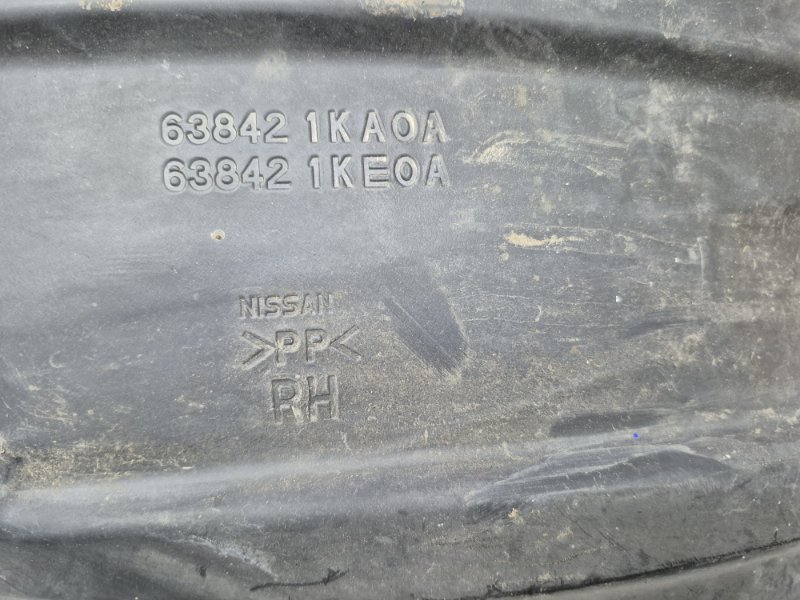 63842 1KA0A
63842 1KE0A
NISSAN
>PP<
RH